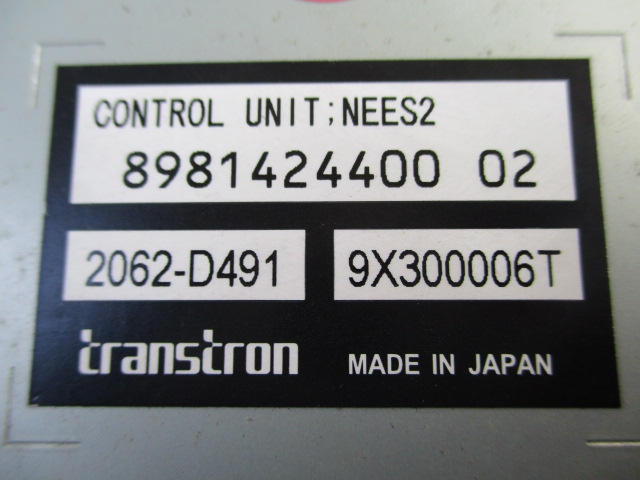 CONTROL UNIT;NEES2
8981424400 02
2062-D491 9X300006T
transtron MADE IN JAPAN